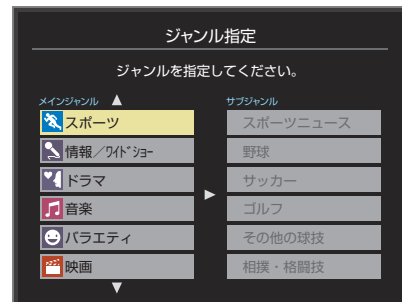 ジャンル指定
ジャンルを指定してください。
メインジャンル
スポーツ
情報／ﾜｲﾄﾞｼｮｰ
ドラマ
音楽
バラエティ
映画
サブジャンル
スポーツニュース
野球
サッカー
ゴルフ
その他の球技
相撲・格闘技